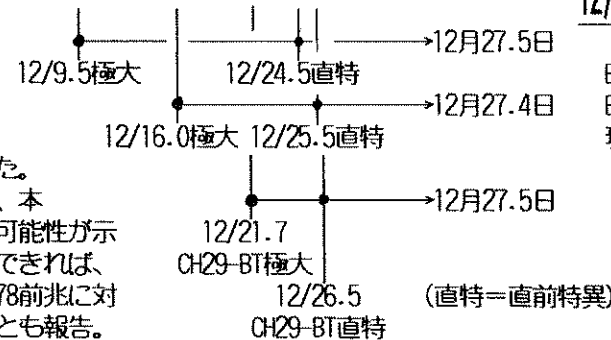 12/
12月27.5日
12/9.5極大 12/24.5直特
12月27.4日
12/16.0極大 12/25.5直特
た。
、本
12月27.5日
可能性が示
12/21.7
できれば、
CH29-BT極大
78前兆に対
12/26.5 (直特=直前特異)
とも報告。
CH29-BT直特